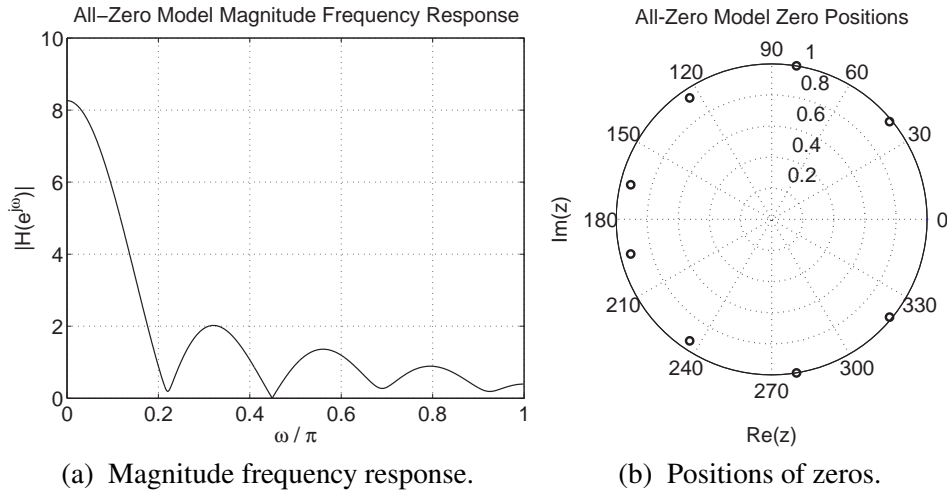 All–Zero Model Magnitude Frequency Response
|H(e^{jω})|
10
8
6
4
2
0
0 0.2 0.4 0.6 0.8 1
ω / π
(a) Magnitude frequency response.
All-Zero Model Zero Positions
Im(z)
90 1
120 60
0.8
0.6
150 30
0.4
0.2
180 0
210 330
240 300
270
Re(z)
(b) Positions of zeros.